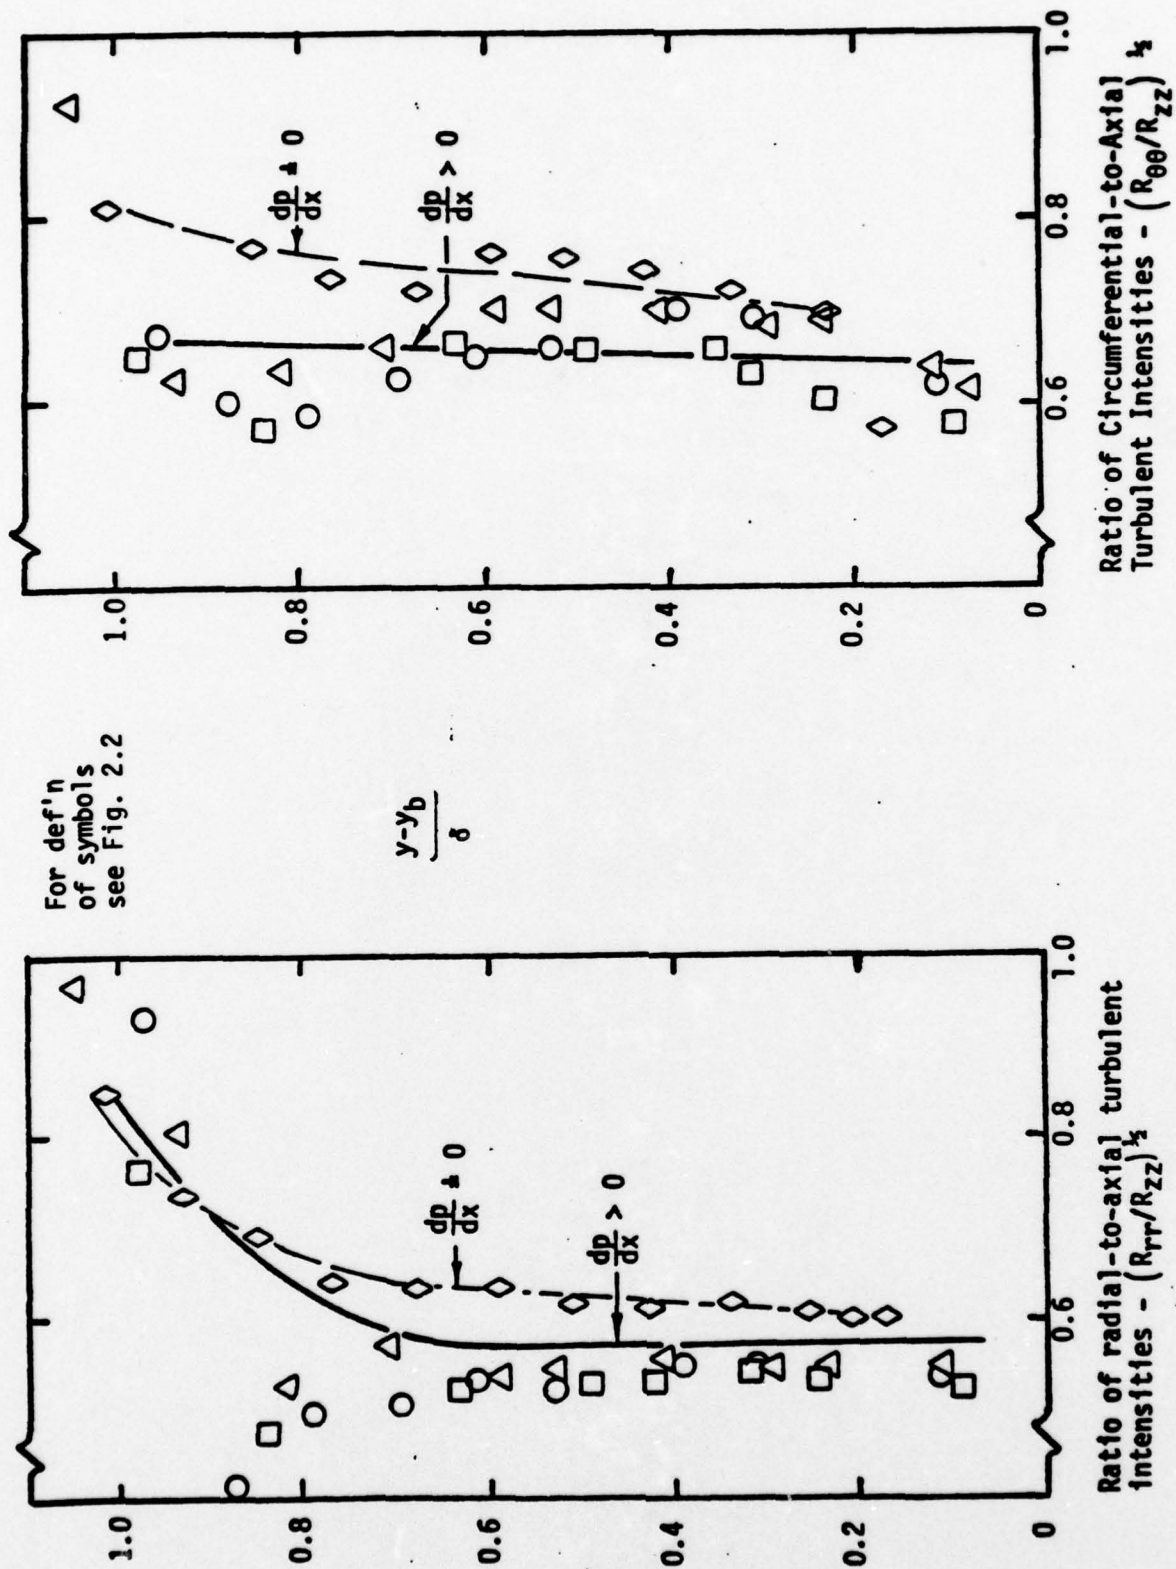 For def'n
of symbols
see Fig. 2.2
y-y_b
δ
1.0
0.8
0.6
0.4
0.2
0
0.6
0.8
1.0
dp/dx ≐ 0
dp/dx > 0
Ratio of radial-to-axial turbulent
intensities - (R_rr/R_zz)^½
1.0
0.8
0.6
0.4
0.2
0
0.6
0.8
1.0
dp/dx ≐ 0
dp/dx > 0
Ratio of Circumferential-to-Axial
Turbulent Intensities - (R_θθ/R_zz)^½